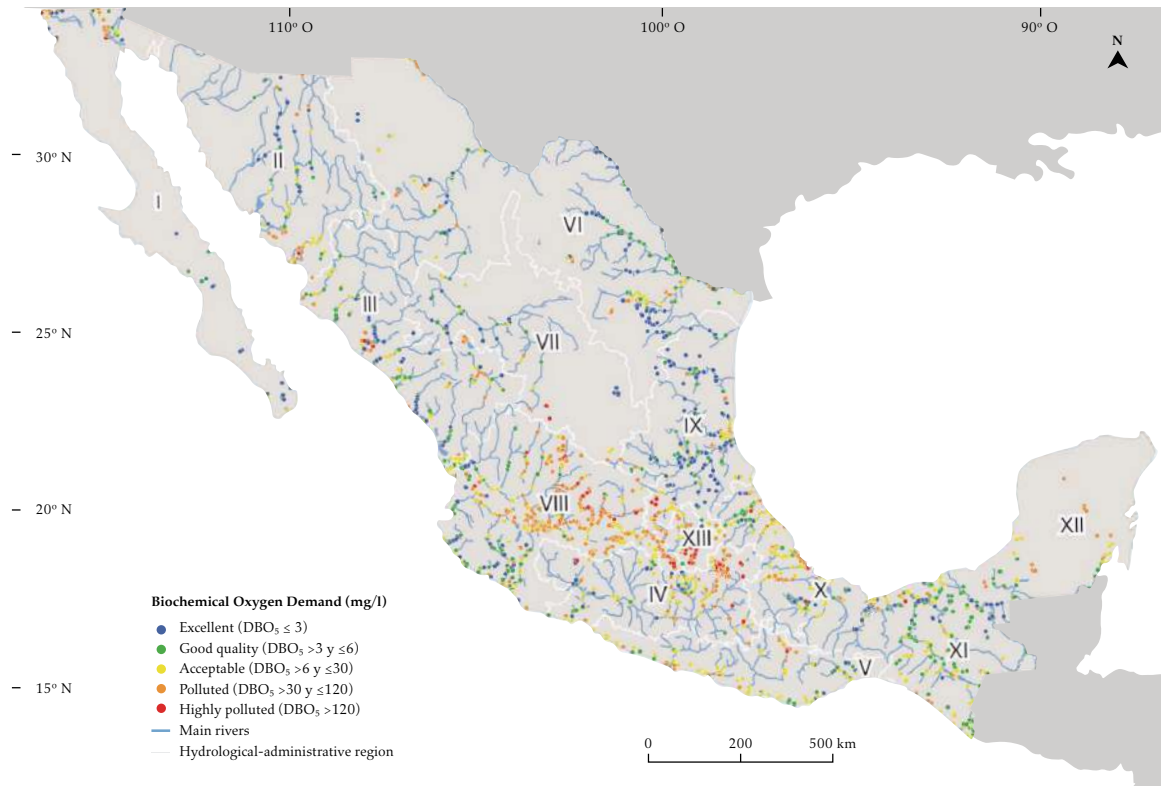 110º O
100º O
90º O
N
30º N
II
I
VI
III
25º N
VII
IX
20º N
VIII
XII
XIII
IV
X
XI
V
15º N
Biochemical Oxygen Demand (mg/l)
Excellent (DBO₅ ≤ 3)
Good quality (DBO₅ >3 y ≤6)
Acceptable (DBO₅ >6 y ≤30)
Polluted (DBO₅ >30 y ≤120)
Highly polluted (DBO₅ >120)
Main rivers
Hydrological-administrative region
0 200 500 km